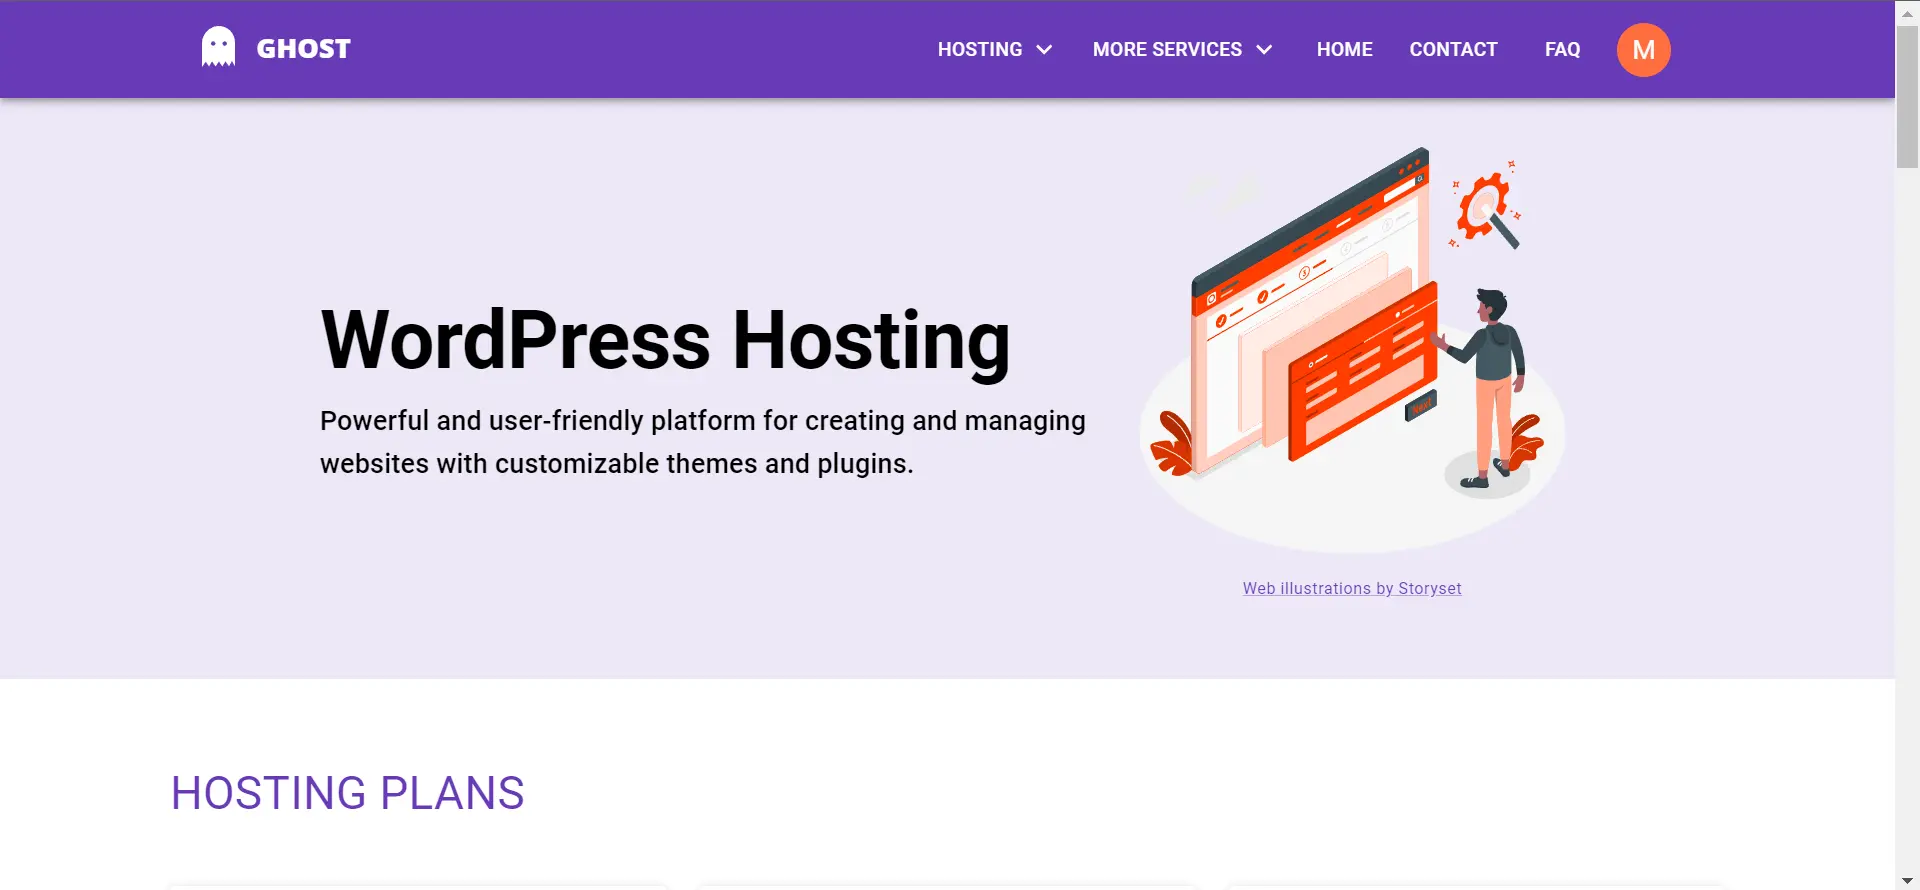 GHOST
HOSTING
MORE SERVICES
HOME
CONTACT
FAQ
M
WordPress Hosting
Powerful and user-friendly platform for creating and managing
websites with customizable themes and plugins.
Next
Web illustrations by Storyset
HOSTING PLANS